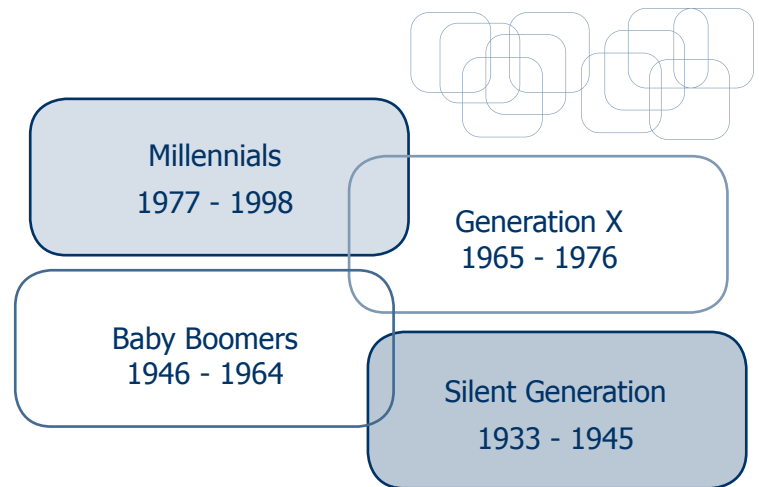 Millennials
1977 - 1998
Generation X
1965 - 1976
Baby Boomers
1946 - 1964
Silent Generation
1933 - 1945